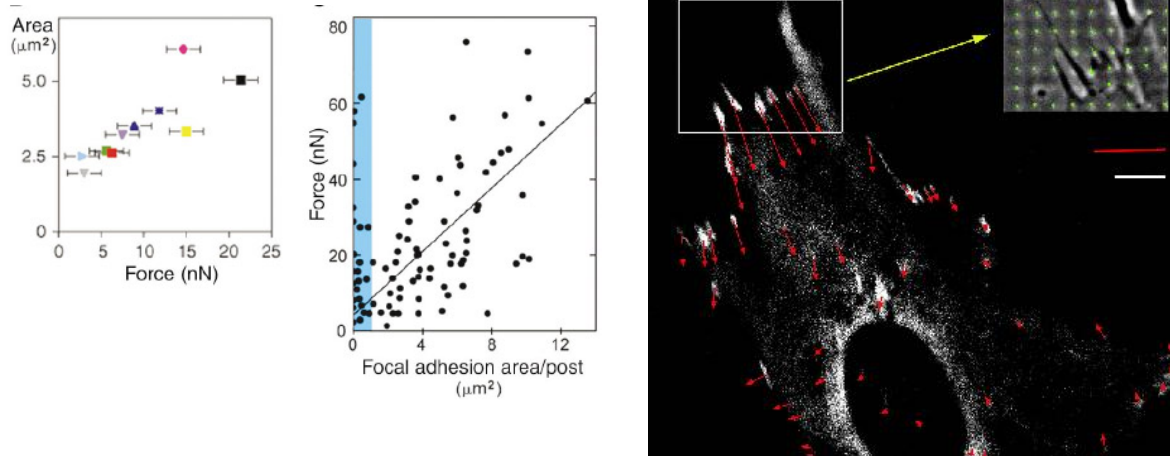 Area
(μm²)
5.0
2.5
0
0 5 10 15 20 25
Force (nN)
80
60
40
20
0
Force (nN)
0 4 8 12
Focal adhesion area/post
(μm²)